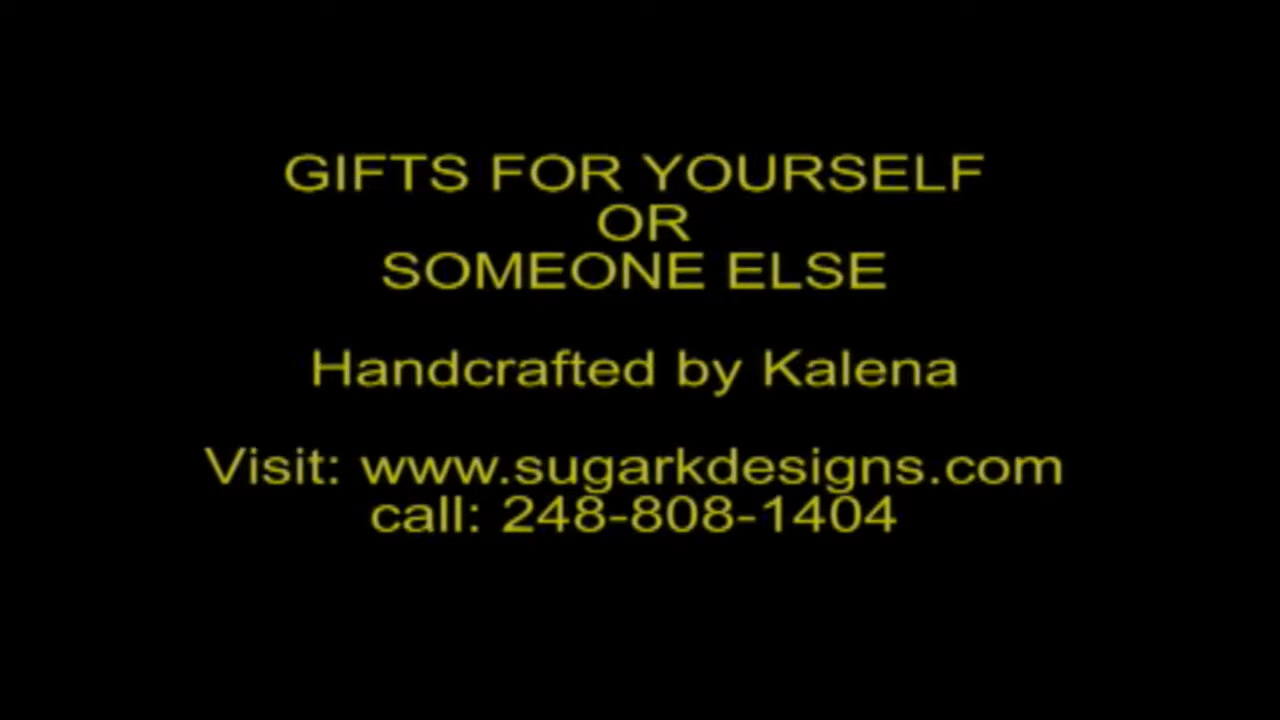 GIFTS FOR YOURSELF
OR
SOMEONE ELSE
Handcrafted by Kalena
Visit: www.sugarkdesigns.com
call: 248-808-1404